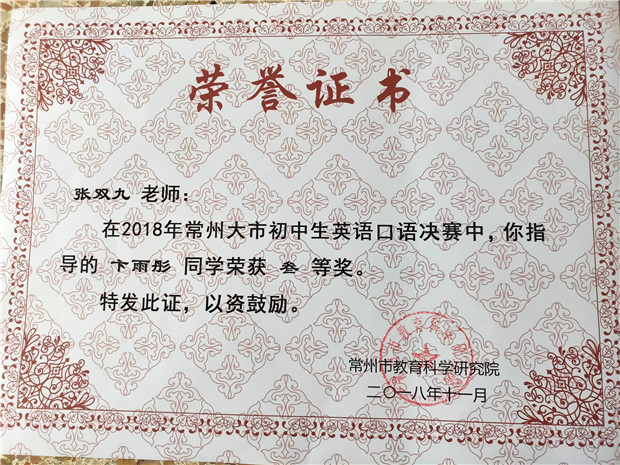 荣誉证书
张双九 老师：
在2018年常州大市初中生英语口语决赛中，你指
导的 卞雨彤 同学荣获 叁 等奖。
特发此证，以资鼓励。
常州市教育科学研究院
二〇一八年十一月